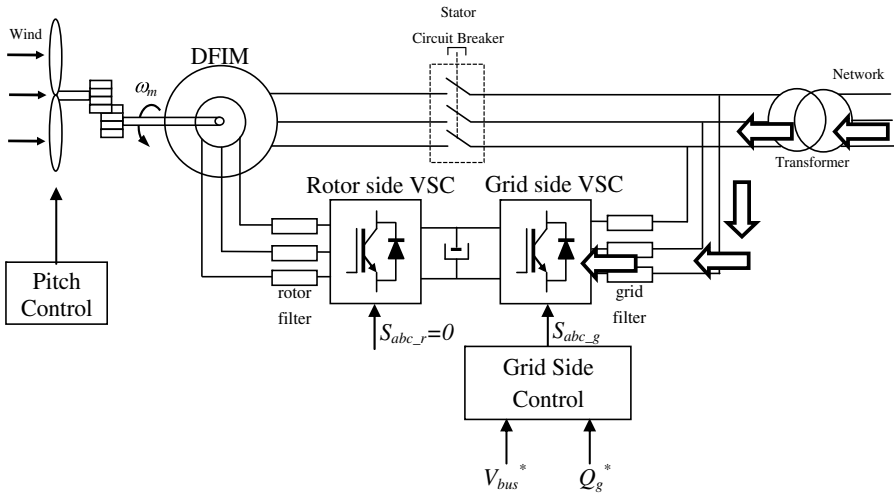 Stator
Circuit Breaker
Wind
DFIM
Network
ω_m
Transformer
Rotor side VSC
Grid side VSC
Pitch
Control
rotor
filter
grid
filter
S_abc_r=0
S_abc_g
Grid Side
Control
V_bus*
Q_g*